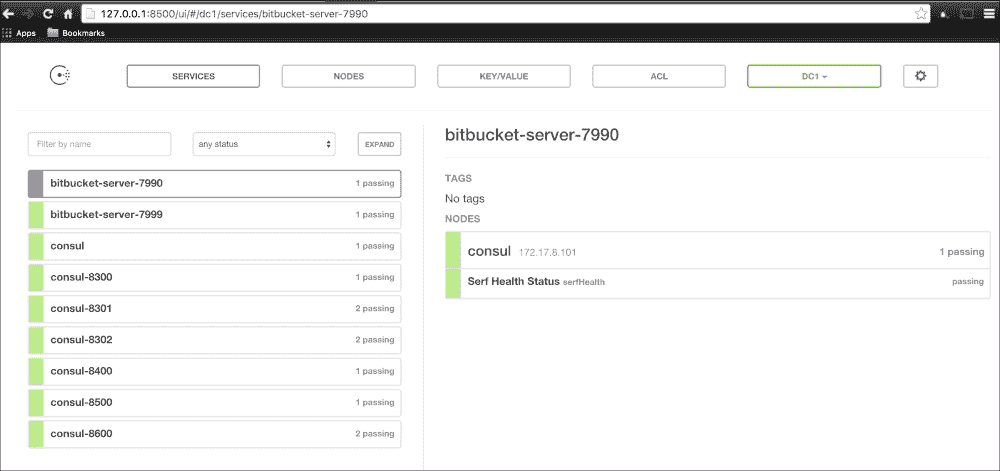 127.0.0.1:8500/ui/#/dc1/services/bitbucket-server-7990
Apps Bookmarks
SERVICES NODES KEY/VALUE ACL DC1
Filter by name any status EXPAND
bitbucket-server-7990 1 passing
bitbucket-server-7999 1 passing
consul 1 passing
consul-8300 1 passing
consul-8301 2 passing
consul-8302 2 passing
consul-8400 1 passing
consul-8500 1 passing
consul-8600 2 passing
bitbucket-server-7990
TAGS
No tags
NODES
consul 172.17.8.101 1 passing
Serf Health Status serfHealth passing